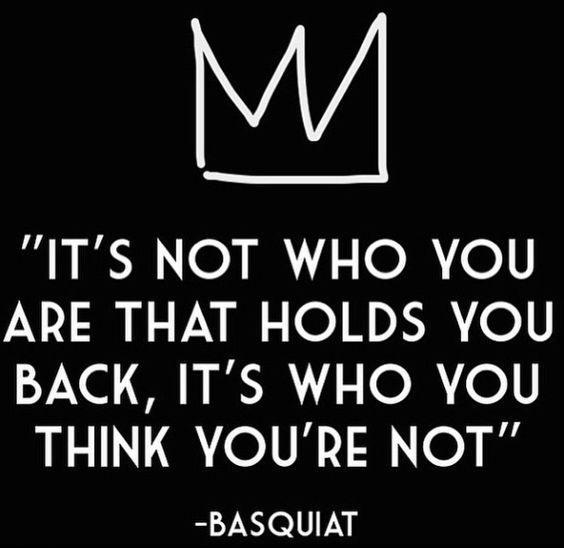 "IT'S NOT WHO YOU
ARE THAT HOLDS YOU
BACK, IT'S WHO YOU
THINK YOU'RE NOT"
-BASQUIAT